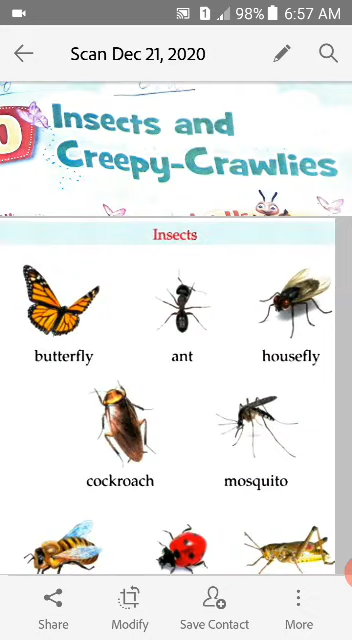 1 98% 6:57 AM
Scan Dec 21, 2020
Insects and
Creepy-Crawlies
Insects
butterfly ant housefly
cockroach mosquito
Share Modify Save Contact More